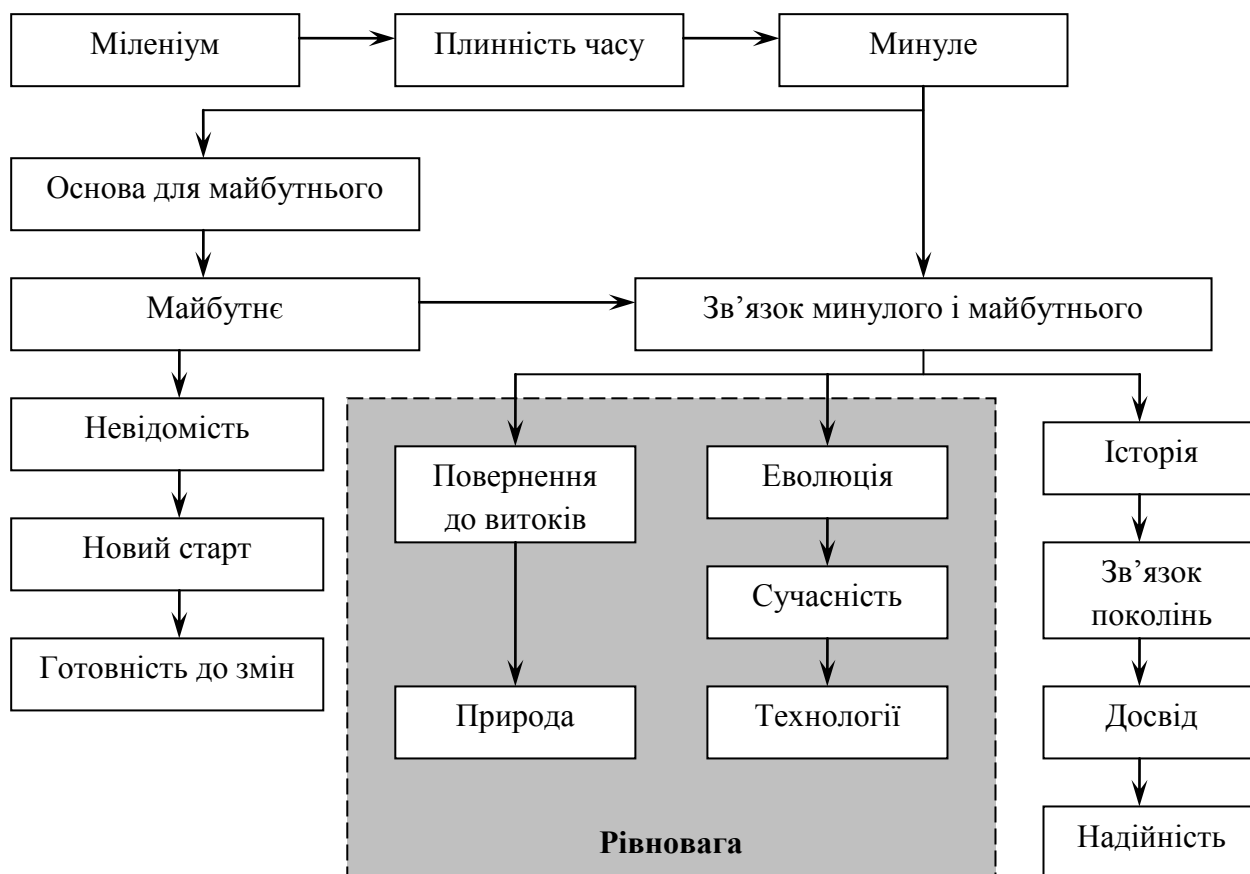 Міленіум
Плинність часу
Минуле
Основа для майбутнього
Майбутнє
Зв’язок минулого і майбутнього
Невідомість
Новий старт
Готовність до змін
Повернення
до витоків
Природа
Еволюція
Сучасність
Технології
Рівновага
Історія
Зв’язок
поколінь
Досвід
Надійність